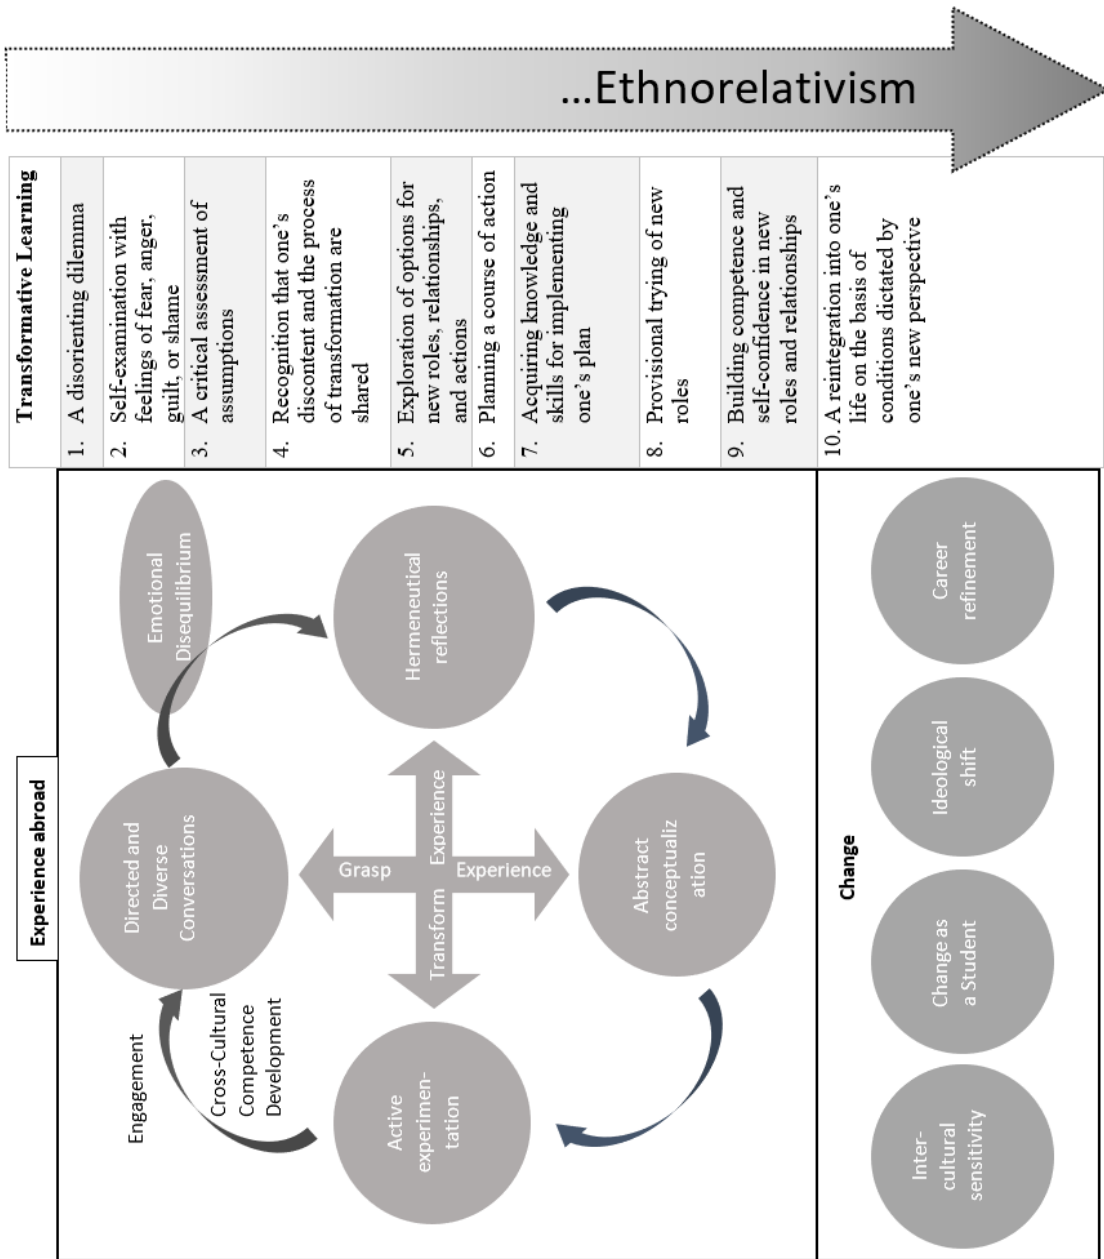 Experience abroad
Engagement
Cross-Cultural
Competence
Development
Directed and
Diverse
Conversations
Emotional
Disequilibrium
Active
experimen-
tation
Grasp
Transform
Experience
Experience
Hermeneutical
reflections
Abstract
conceptualiz
ation
Change
Inter-
cultural
sensitivity
Change as
a Student
Ideological
shift
Career
refinement
Transformative Learning
1. A disorienting dilemma
2. Self-examination with
feelings of fear, anger,
guilt, or shame
3. A critical assessment of
assumptions
4. Recognition that one's
discontent and the process
of transformation are
shared
5. Exploration of options for
new roles, relationships,
and actions
6. Planning a course of action
7. Acquiring knowledge and
skills for implementing
one's plan
8. Provisional trying of new
roles
9. Building competence and
self-confidence in new
roles and relationships
10. A reintegration into one's
life on the basis of
conditions dictated by
one's new perspective
...Ethnorelativism